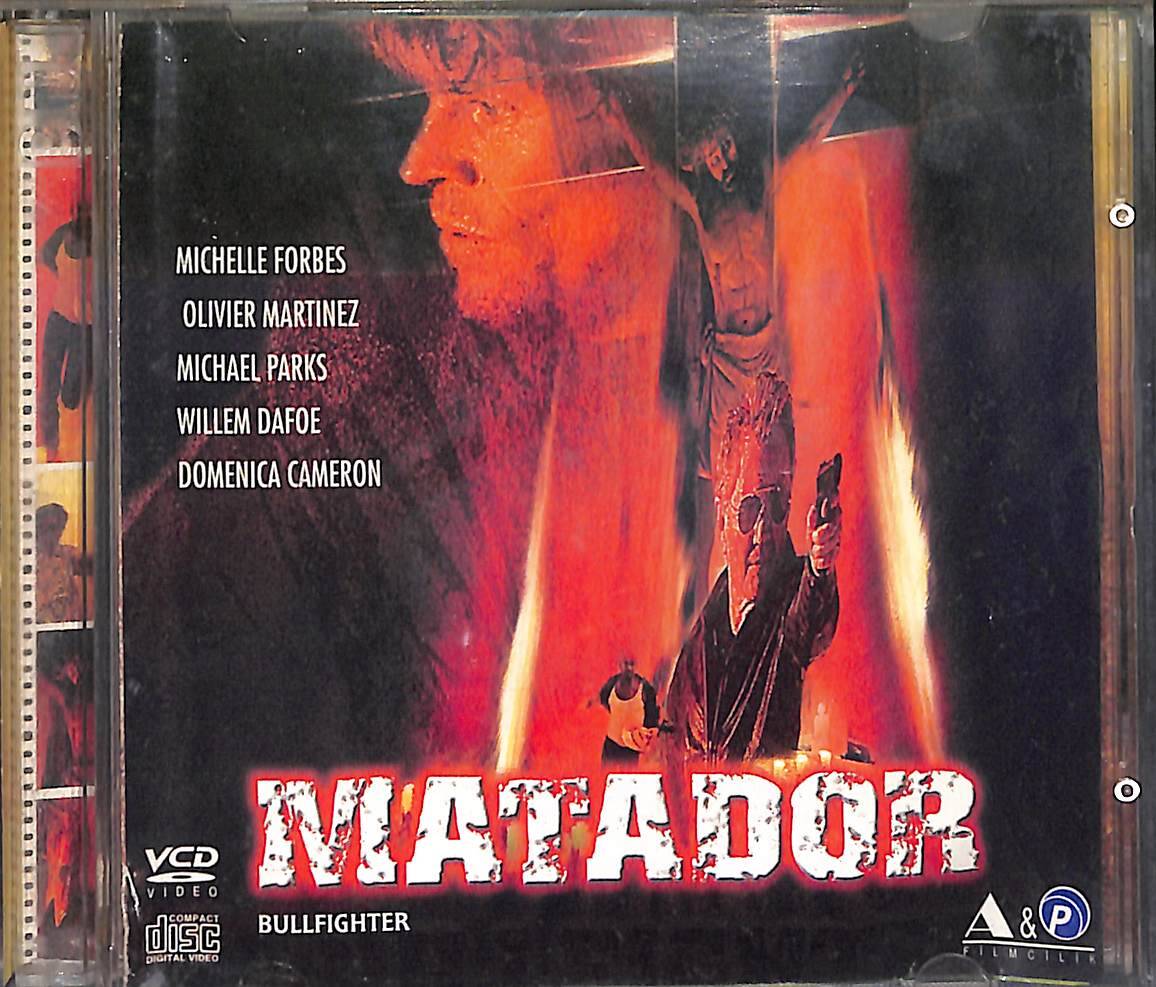 MICHELLE FORBES
OLIVIER MARTINEZ
MICHAEL PARKS
WILLEM DAFOE
DOMENICA CAMERON
MATADOR
BULLFIGHTER
VCD
VIDEO
COMPACT
disc
DIGITAL VIDEO
A & P
FILMCILIK